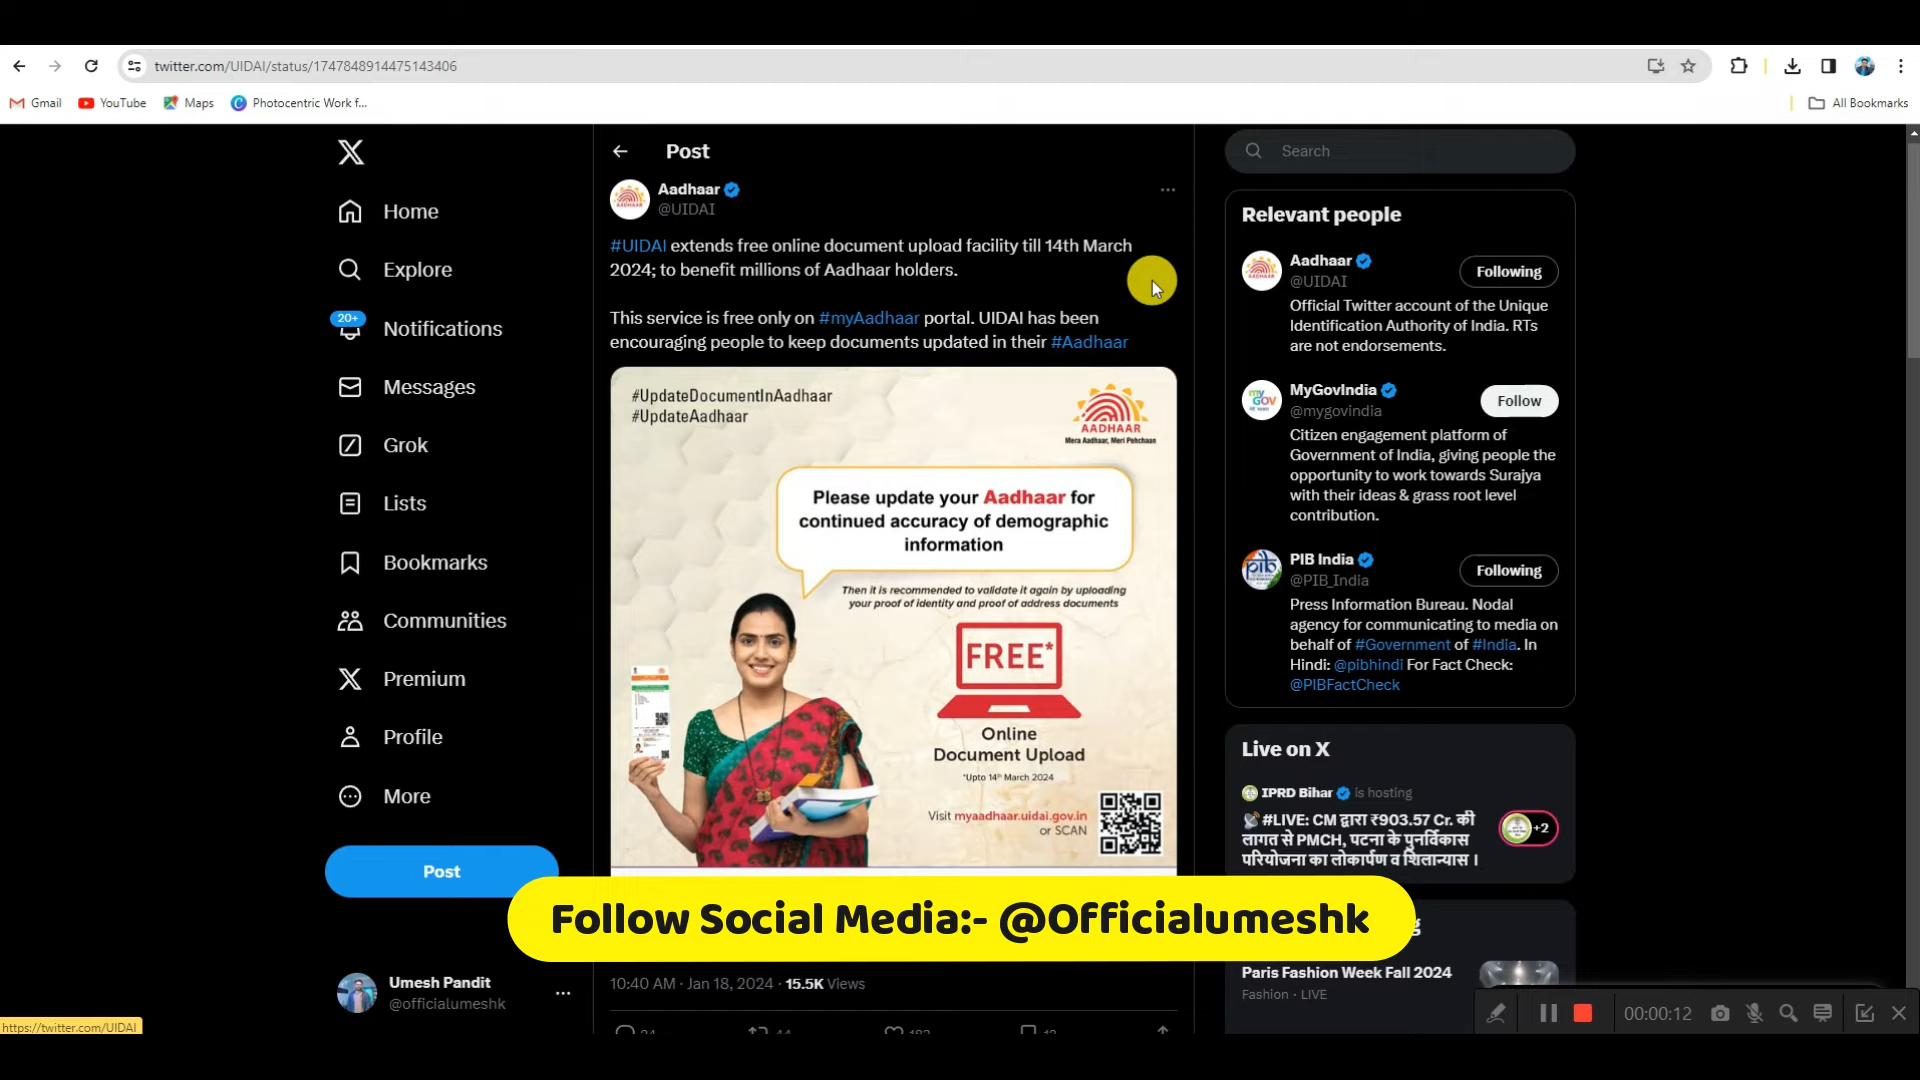 twitter.com/UIDAI/status/1747848914475143406
Gmail
YouTube
Maps
Photocentric Work f...
All Bookmarks
Home
Explore
20+
Notifications
Messages
Grok
Lists
Bookmarks
Communities
Premium
Profile
More
Post
Umesh Pandit
@officialumeshk
https://twitter.com/UIDAI
Post
Aadhaar
@UIDAI
#UIDAI extends free online document upload facility till 14th March
2024; to benefit millions of Aadhaar holders.
This service is free only on #myAadhaar portal. UIDAI has been
encouraging people to keep documents updated in their #Aadhaar
#UpdateDocumentInAadhaar
#UpdateAadhaar
AADHAAR
Mera Aadhaar, Meri Pehchaan
Please update your Aadhaar for
continued accuracy of demographic
information
Then it is recommended to validate it again by uploading
your proof of identity and proof of address documents
FREE*
Online
Document Upload
*Upto 14th March 2024
Visit myaadhaar.uidai.gov.in
or SCAN
Follow Social Media:- @Officialumeshk
10:40 AM · Jan 18, 2024 · 15.5K Views
Search
Relevant people
Aadhaar
@UIDAI
Following
Official Twitter account of the Unique
Identification Authority of India. RTs
are not endorsements.
MyGovIndia
@mygovindia
Follow
Citizen engagement platform of
Government of India, giving people the
opportunity to work towards Surajya
with their ideas & grass root level
contribution.
PIB India
@PIB_India
Following
Press Information Bureau. Nodal
agency for communicating to media on
behalf of #Government of #India. In
Hindi: @pibhindi For Fact Check:
@PIBFactCheck
Live on X
IPRD Bihar is hosting
#LIVE: CM द्वारा ₹903.57 Cr. की
लागत से PMCH, पटना के पुनर्विकास
परियोजना का लोकार्पण व शिलान्यास ।
+2
Paris Fashion Week Fall 2024
Fashion · LIVE
00:00:12